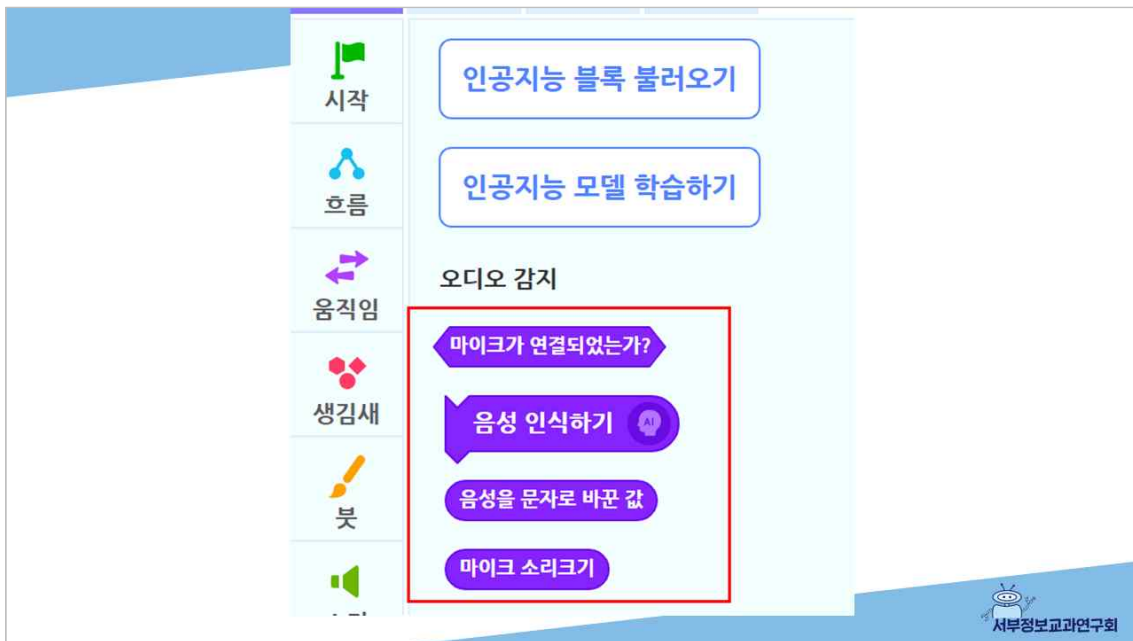 시작
흐름
움직임
생김새
붓
인공지능 블록 불러오기
인공지능 모델 학습하기
오디오 감지
마이크가 연결되었는가?
음성 인식하기 AI
음성을 문자로 바꾼 값
마이크 소리크기
서부정보교과연구회